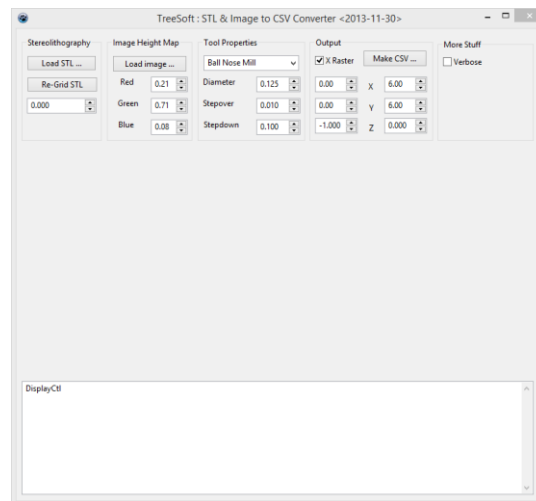 TreeSoft : STL & Image to CSV Converter <2013-11-30>
Stereolithography
Load STL ...
Re-Grid STL
0.000
Image Height Map
Load image ...
Red 0.21
Green 0.71
Blue 0.08
Tool Properties
Ball Nose Mill
Diameter 0.125
Stepover 0.010
Stepdown 0.100
Output
X Raster Make CSV ...
0.00 X 6.00
0.00 Y 6.00
-1.000 Z 0.000
More Stuff
Verbose
DisplayCtl